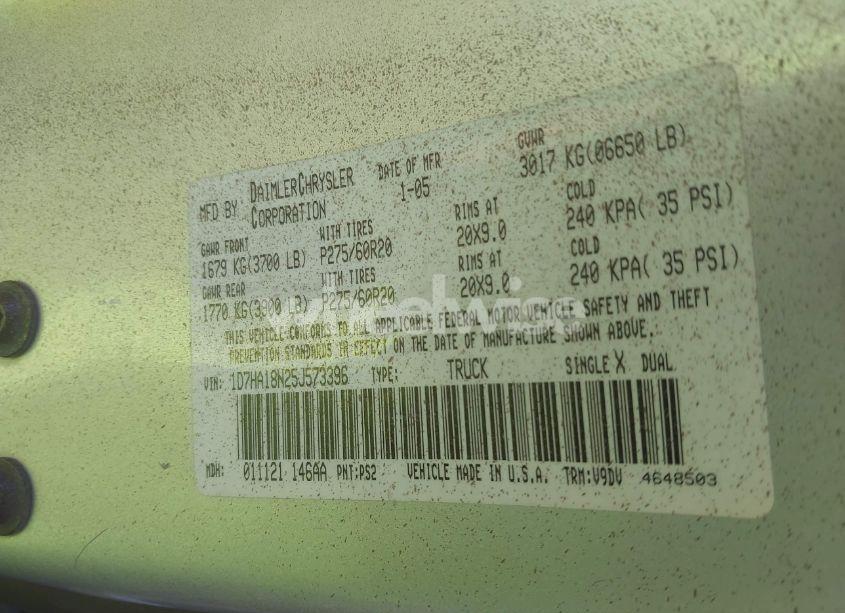 MFD BY DAIMLERCHRYSLER CORPORATION DATE OF MFR 1-05 GVWR 3017 KG(06650 LB)
GAWR FRONT WITH TIRES RIMS AT COLD
1679 KG(3700 LB) P275/60R20 20X9.0 240 KPA( 35 PSI)
GAWR REAR WITH TIRES RIMS AT COLD
1770 KG(3900 LB) P275/60R20 20X9.0 240 KPA( 35 PSI)
THIS VEHICLE CONFORMS TO ALL APPLICABLE FEDERAL MOTOR VEHICLE SAFETY AND THEFT
PREVENTION STANDARDS IN EFFECT ON THE DATE OF MANUFACTURE SHOWN ABOVE.
VIN: 1D7HA18N25J573396 TYPE: TRUCK SINGLE X DUAL
MDH: 011121 146AA PNT:PS2 VEHICLE MADE IN U.S.A. TRM:V9DV 4648503